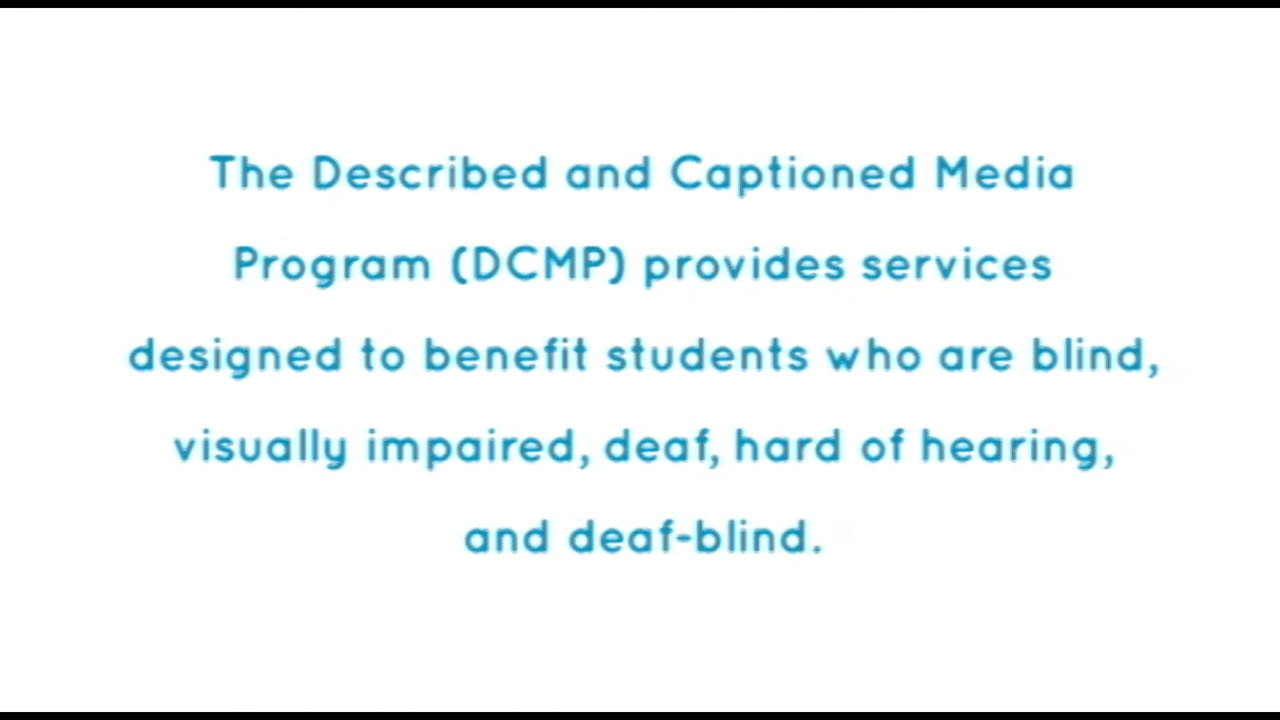 The Described and Captioned Media
Program (DCMP) provides services
designed to benefit students who are blind,
visually impaired, deaf, hard of hearing,
and deaf-blind.